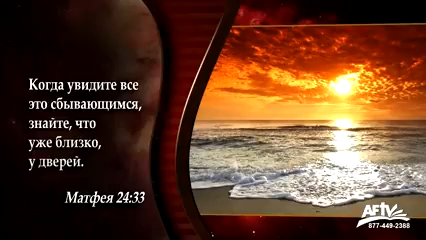 Когда увидите все
это сбывающимся,
знайте, что
уже близко,
у дверей.
Матфея 24:33
AFTV
877-449-2388